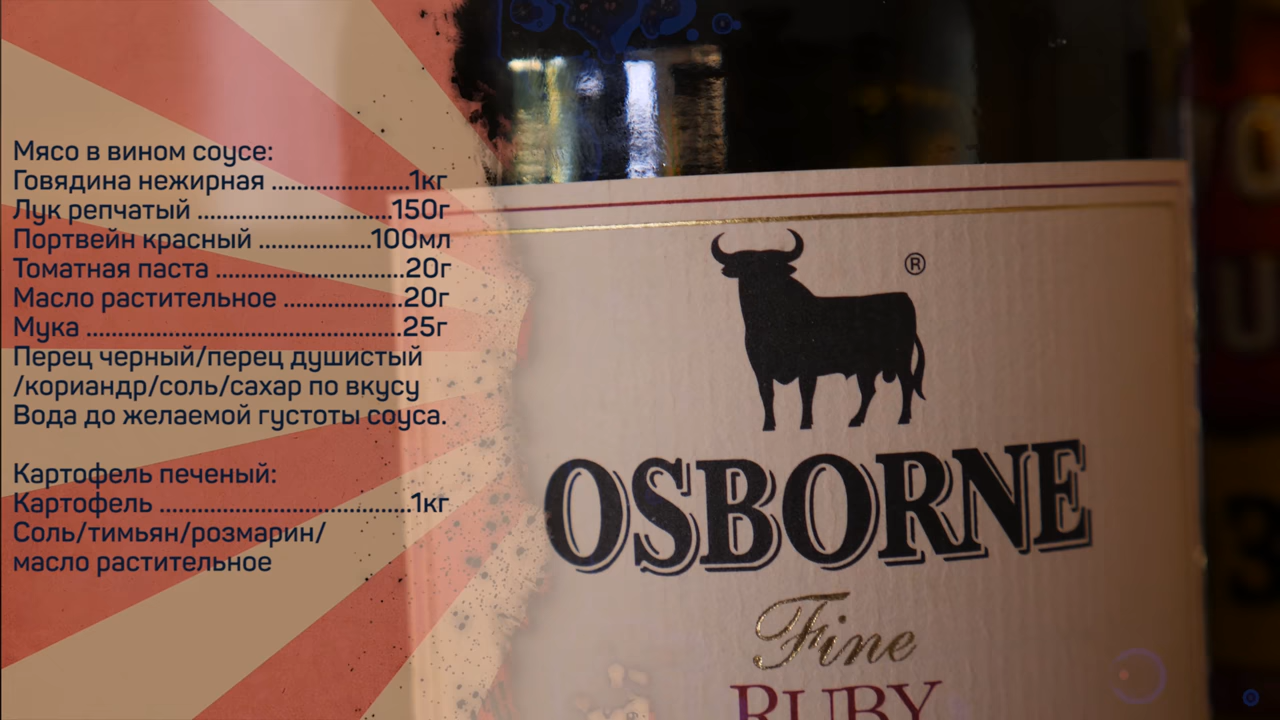 Мясо в вином соусе:
Говядина нежирная .......................1кг
Лук репчатый ................................150г
Портвейн красный ...................100мл
Томатная паста ...............................20г
Масло растительное ....................20г
Мука ....................................................25г
Перец черный/перец душистый
/кориандр/соль/сахар по вкусу
Вода до желаемой густоты соуса.
Картофель печеный:
Картофель ..........................................1кг
Соль/тимьян/розмарин/
масло растительное
®
OSBORNE
Fine
RUBY